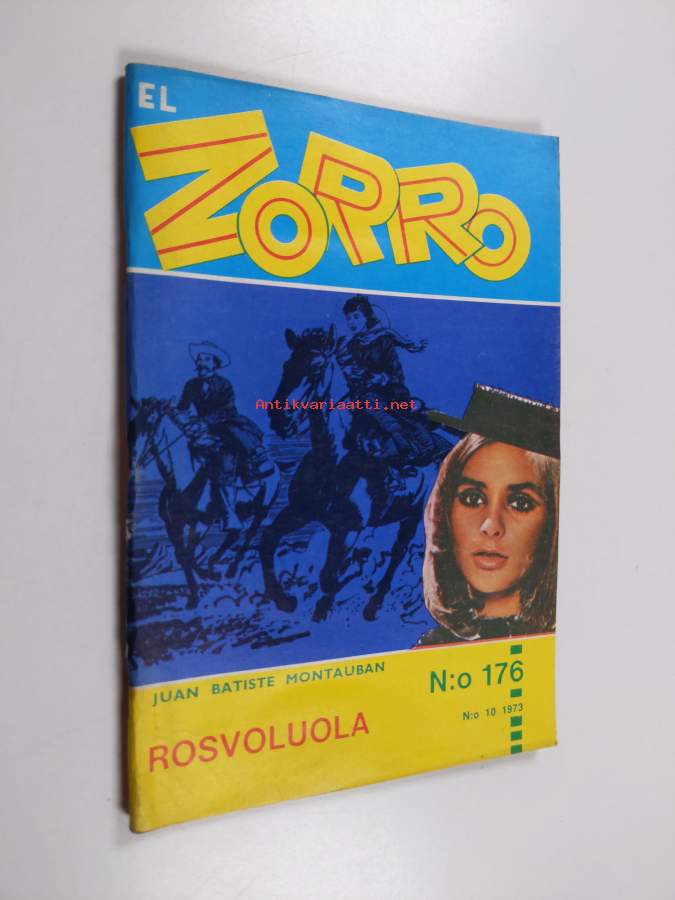 EL
ZORRO
Antikvariaatti.net
JUAN BATISTE MONTAUBAN
N:o 176
N:o 10 1973
ROSVOLUOLA